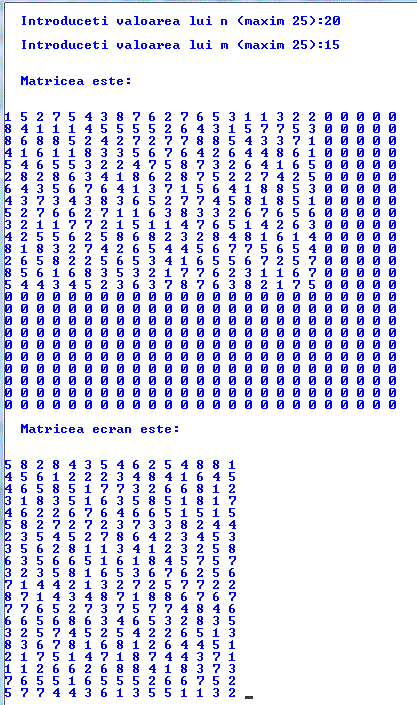 Introduceti valoarea lui n (maxim 25):20
Introduceti valoarea lui m (maxim 25):15
Matricea este:
1 5 2 7 5 4 3 8 7 6 2 7 6 5 3 1 1 3 2 2 0 0 0 0 0
8 4 1 1 1 4 5 5 5 5 2 6 4 3 1 5 7 7 5 3 0 0 0 0 0
8 6 8 8 5 2 4 2 7 2 7 7 8 8 5 4 3 3 7 1 0 0 0 0 0
4 1 6 1 1 8 3 3 5 6 7 6 4 2 6 4 4 8 6 1 0 0 0 0 0
5 4 6 5 5 3 2 2 4 7 5 8 7 3 2 6 4 1 6 5 0 0 0 0 0
2 8 2 8 6 3 4 1 8 6 2 8 7 5 2 2 7 4 2 5 0 0 0 0 0
6 4 3 5 6 7 6 4 1 3 7 1 5 6 4 1 8 8 5 3 0 0 0 0 0
4 3 7 3 4 3 8 3 6 5 2 7 7 4 5 8 1 8 5 1 0 0 0 0 0
5 2 7 6 6 2 7 1 1 6 3 8 3 3 2 6 7 6 5 6 0 0 0 0 0
3 2 1 1 7 7 2 1 5 1 1 4 7 6 5 1 4 2 6 3 0 0 0 0 0
4 2 5 5 6 2 5 8 6 8 2 3 2 8 4 8 1 6 1 4 0 0 0 0 0
8 1 8 3 2 7 4 2 6 5 4 4 5 6 7 7 5 6 5 4 0 0 0 0 0
2 6 5 8 2 2 5 6 5 3 4 1 6 5 5 6 7 2 5 7 0 0 0 0 0
8 5 6 1 6 8 3 5 3 2 1 7 7 6 2 3 1 1 6 7 0 0 0 0 0
5 4 4 3 4 5 2 3 6 3 7 8 7 6 3 8 2 1 7 5 0 0 0 0 0
0 0 0 0 0 0 0 0 0 0 0 0 0 0 0 0 0 0 0 0 0 0 0 0 0
0 0 0 0 0 0 0 0 0 0 0 0 0 0 0 0 0 0 0 0 0 0 0 0 0
0 0 0 0 0 0 0 0 0 0 0 0 0 0 0 0 0 0 0 0 0 0 0 0 0
0 0 0 0 0 0 0 0 0 0 0 0 0 0 0 0 0 0 0 0 0 0 0 0 0
0 0 0 0 0 0 0 0 0 0 0 0 0 0 0 0 0 0 0 0 0 0 0 0 0
0 0 0 0 0 0 0 0 0 0 0 0 0 0 0 0 0 0 0 0 0 0 0 0 0
0 0 0 0 0 0 0 0 0 0 0 0 0 0 0 0 0 0 0 0 0 0 0 0 0
0 0 0 0 0 0 0 0 0 0 0 0 0 0 0 0 0 0 0 0 0 0 0 0 0
0 0 0 0 0 0 0 0 0 0 0 0 0 0 0 0 0 0 0 0 0 0 0 0 0
0 0 0 0 0 0 0 0 0 0 0 0 0 0 0 0 0 0 0 0 0 0 0 0 0
Matricea ecran este:
5 8 2 8 4 3 5 4 6 2 5 4 8 8 1
4 5 6 1 2 2 2 3 4 8 4 1 6 4 5
4 6 5 8 5 1 7 7 3 2 6 6 8 1 2
3 1 8 3 5 1 6 3 5 8 5 1 8 1 7
4 6 2 2 6 7 6 4 6 6 5 1 5 1 5
5 8 2 7 2 7 2 3 7 3 3 8 2 4 4
2 3 5 4 5 2 7 8 6 4 2 3 4 5 3
3 5 6 2 8 1 1 3 4 1 2 3 2 5 8
6 3 5 6 6 5 1 6 1 8 4 5 7 5 7
3 2 3 5 8 1 6 5 3 6 7 6 2 5 6
7 1 4 4 2 1 3 2 7 2 5 7 7 2 2
8 7 1 4 3 4 8 7 1 8 8 6 7 6 7
7 7 6 5 2 7 3 7 5 7 7 4 8 4 6
6 6 5 6 8 6 3 4 6 5 3 2 8 3 5
3 2 5 7 4 5 2 5 4 2 2 6 5 1 3
8 3 6 7 8 1 6 8 1 2 6 4 4 5 1
2 1 7 5 1 4 7 1 8 7 4 4 3 7 1
1 1 2 6 6 2 6 8 8 4 1 8 3 7 3
7 6 5 5 1 6 5 5 5 2 6 6 7 5 2
5 7 7 4 4 3 6 1 3 5 5 1 1 3 2